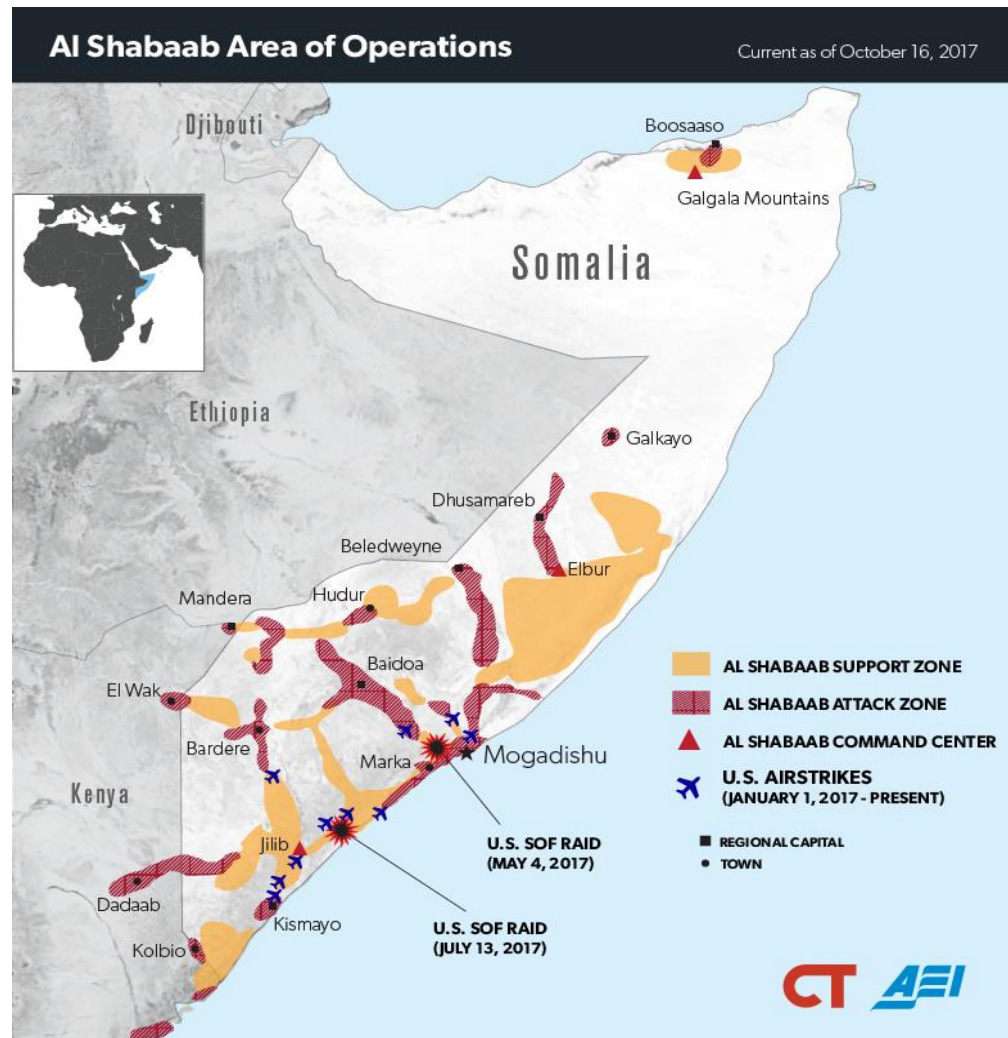 Al Shabaab Area of Operations
Current as of October 16, 2017
Djibouti
Boosaaso
Galgala Mountains
Somalia
Ethiopia
Galkayo
Dhusamareb
Beledweyne
Elbur
Mandera
Hudur
Baidoa
El Wak
Bardere
Marka
Mogadishu
Kenya
Jilib
Dadaab
Kismayo
Kolbio
U.S. SOF RAID
(MAY 4, 2017)
U.S. SOF RAID
(JULY 13, 2017)
AL SHABAAB SUPPORT ZONE
AL SHABAAB ATTACK ZONE
AL SHABAAB COMMAND CENTER
U.S. AIRSTRIKES
(JANUARY 1, 2017 - PRESENT)
REGIONAL CAPITAL
TOWN
CT AEI